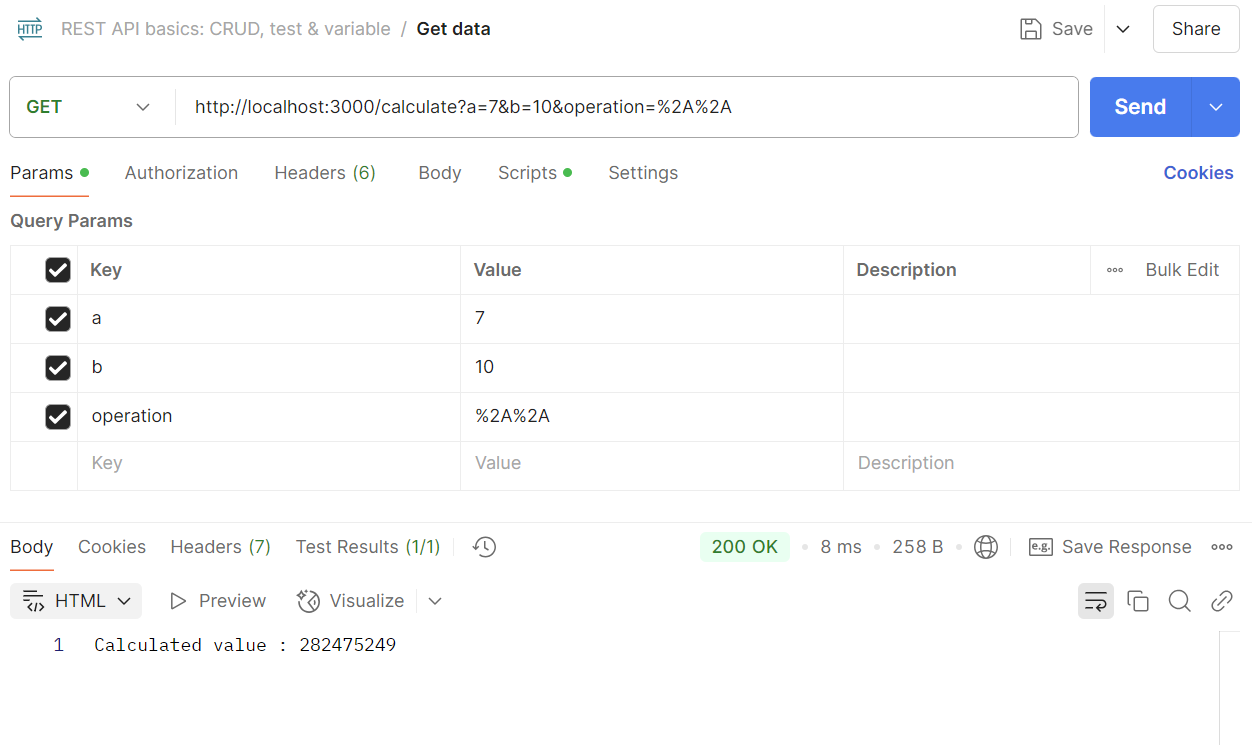 HTTP REST API basics: CRUD, test & variable / Get data Save Share
GET http://localhost:3000/calculate?a=7&b=10&operation=%2A%2A Send
Params Authorization Headers (6) Body Scripts Settings Cookies
Query Params
Key Value Description Bulk Edit
a 7
b 10
operation %2A%2A
Key Value Description
Body Cookies Headers (7) Test Results (1/1) 200 OK 8 ms 258 B e.g. Save Response
HTML Preview Visualize
1 Calculated value : 282475249